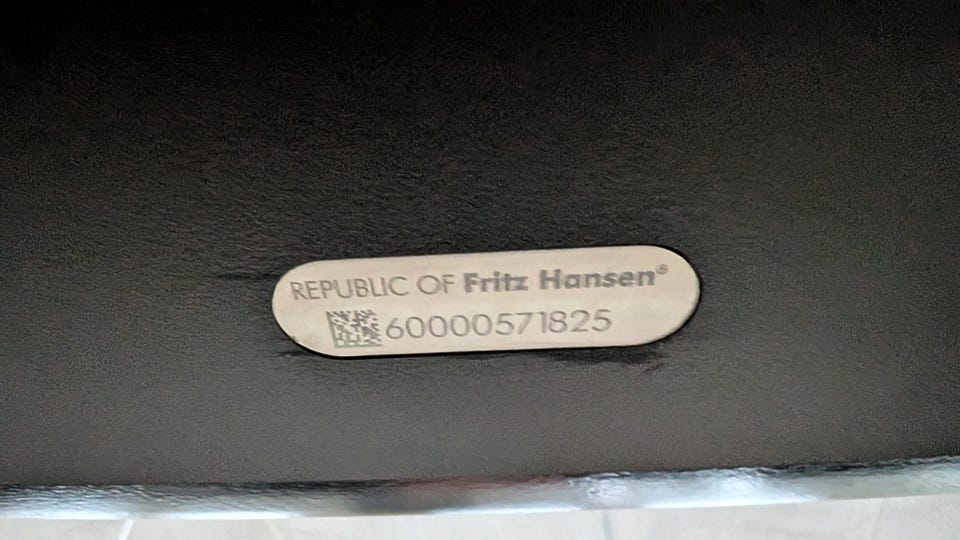 REPUBLIC OF Fritz Hansen®
60000571825